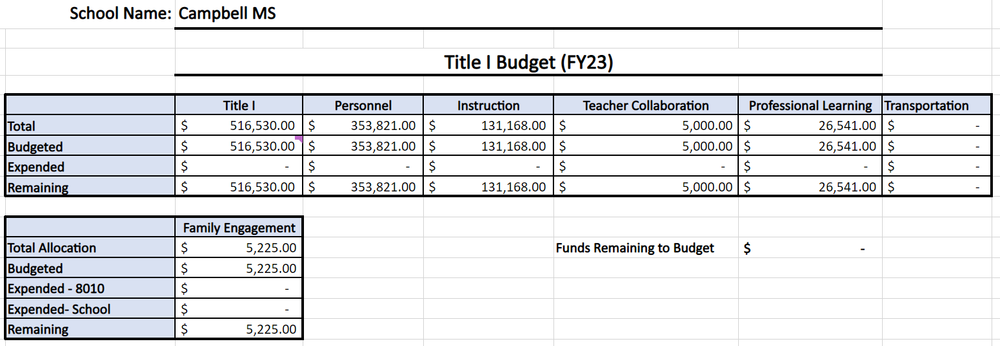 School Name: Campbell MS
Title I Budget (FY23)
Title I Personnel Instruction Teacher Collaboration Professional Learning Transportation
Total $ 516,530.00 $ 353,821.00 $ 131,168.00 $ 5,000.00 $ 26,541.00 $ -
Budgeted $ 516,530.00 $ 353,821.00 $ 131,168.00 $ 5,000.00 $ 26,541.00 $ -
Expended $ - $ - $ - $ - $ - $ -
Remaining $ 516,530.00 $ 353,821.00 $ 131,168.00 $ 5,000.00 $ 26,541.00 $ -
Family Engagement
Total Allocation $ 5,225.00 Funds Remaining to Budget $ -
Budgeted $ 5,225.00
Expended - 8010 $ -
Expended- School $ -
Remaining $ 5,225.00